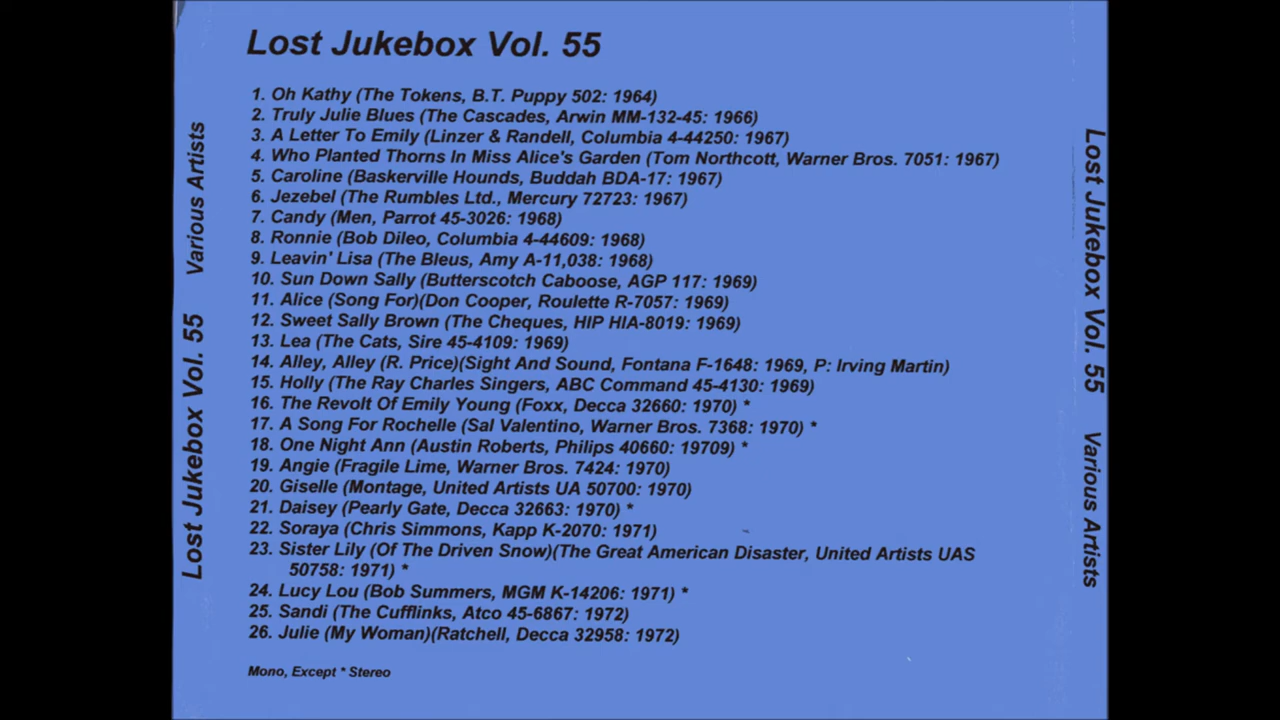 Lost Jukebox Vol. 55
1. Oh Kathy (The Tokens, B.T. Puppy 502: 1964)
2. Truly Julie Blues (The Cascades, Arwin MM-132-45: 1966)
3. A Letter To Emily (Linzer & Randell, Columbia 4-44250: 1967)
4. Who Planted Thorns In Miss Alice's Garden (Tom Northcott, Warner Bros. 7051: 1967)
5. Caroline (Baskerville Hounds, Buddah BDA-17: 1967)
6. Jezebel (The Rumbles Ltd., Mercury 72723: 1967)
7. Candy (Men, Parrot 45-3026: 1968)
8. Ronnie (Bob Dileo, Columbia 4-44609: 1968)
9. Leavin' Lisa (The Bleus, Amy A-11,038: 1968)
10. Sun Down Sally (Butterscotch Caboose, AGP 117: 1969)
11. Alice (Song For)(Don Cooper, Roulette R-7057: 1969)
12. Sweet Sally Brown (The Cheques, HIP HIA-8019: 1969)
13. Lea (The Cats, Sire 45-4109: 1969)
14. Alley, Alley (R. Price)(Sight And Sound, Fontana F-1648: 1969, P: Irving Martin)
15. Holly (The Ray Charles Singers, ABC Command 45-4130: 1969)
16. The Revolt Of Emily Young (Foxx, Decca 32660: 1970) *
17. A Song For Rochelle (Sal Valentino, Warner Bros. 7368: 1970) *
18. One Night Ann (Austin Roberts, Philips 40660: 19709) *
19. Angie (Fragile Lime, Warner Bros. 7424: 1970)
20. Giselle (Montage, United Artists UA 50700: 1970)
21. Daisey (Pearly Gate, Decca 32663: 1970) *
22. Soraya (Chris Simmons, Kapp K-2070: 1971)
23. Sister Lily (Of The Driven Snow)(The Great American Disaster, United Artists UAS
50758: 1971) *
24. Lucy Lou (Bob Summers, MGM K-14206: 1971) *
25. Sandi (The Cufflinks, Atco 45-6867: 1972)
26. Julie (My Woman)(Ratchell, Decca 32958: 1972)
Mono, Except * Stereo
Lost Jukebox Vol. 55 Various Artists
Lost Jukebox Vol. 55 Various Artists